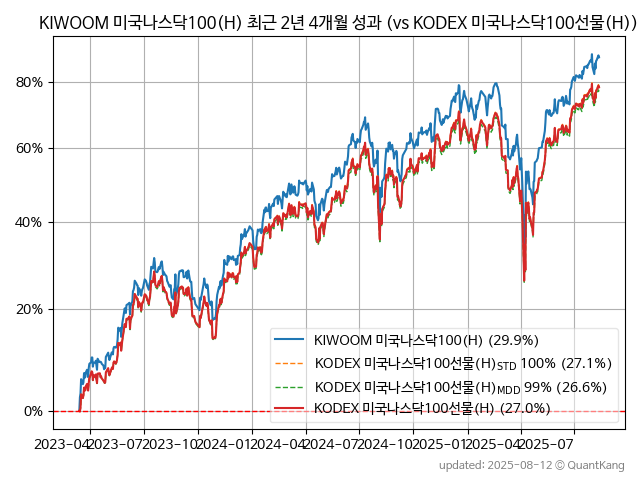 KIWOOM 미국나스닥100(H) 최근 2년 4개월 성과 (vs KODEX 미국나스닥100선물(H))
80%
60%
40%
20%
0%
KIWOOM 미국나스닥100(H) (29.9%)
KODEX 미국나스닥100선물(H)STD 100% (27.1%)
KODEX 미국나스닥100선물(H)MDD 99% (26.6%)
KODEX 미국나스닥100선물(H) (27.0%)
2023-04 2023-07 2023-10 2024-01 2024-04 2024-07 2024-10 2025-01 2025-04 2025-07
updated: 2025-08-12 © QuantKang